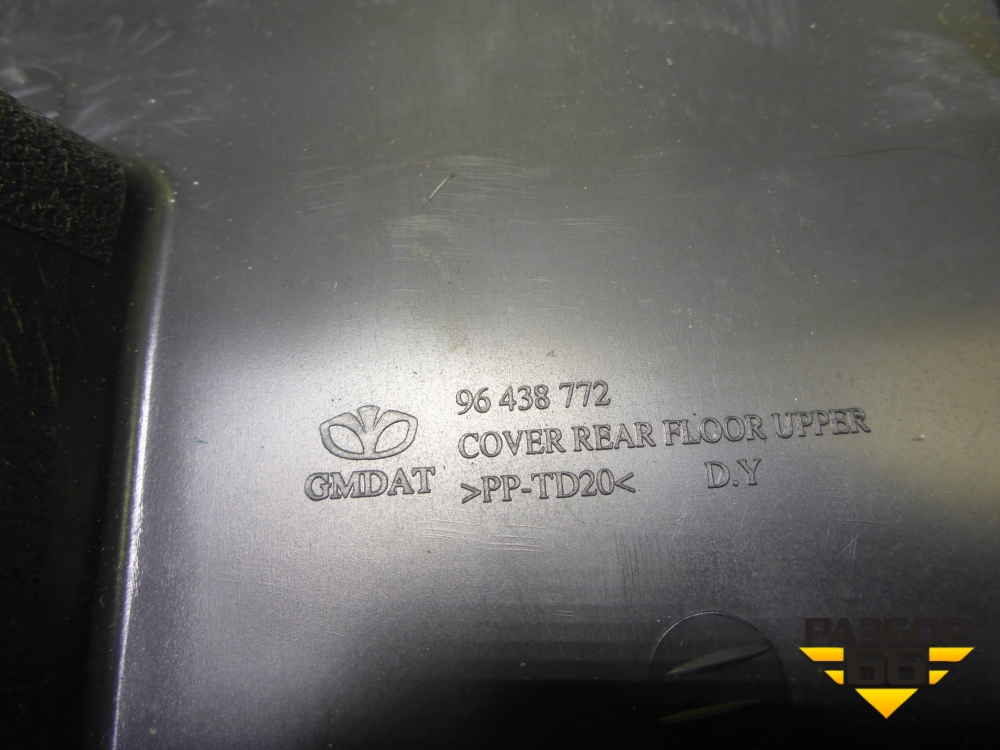 96 438 772
COVER REAR FLOOR UPPER
GMDAT >PP-TD20< D.Y
РАЗБОР
66